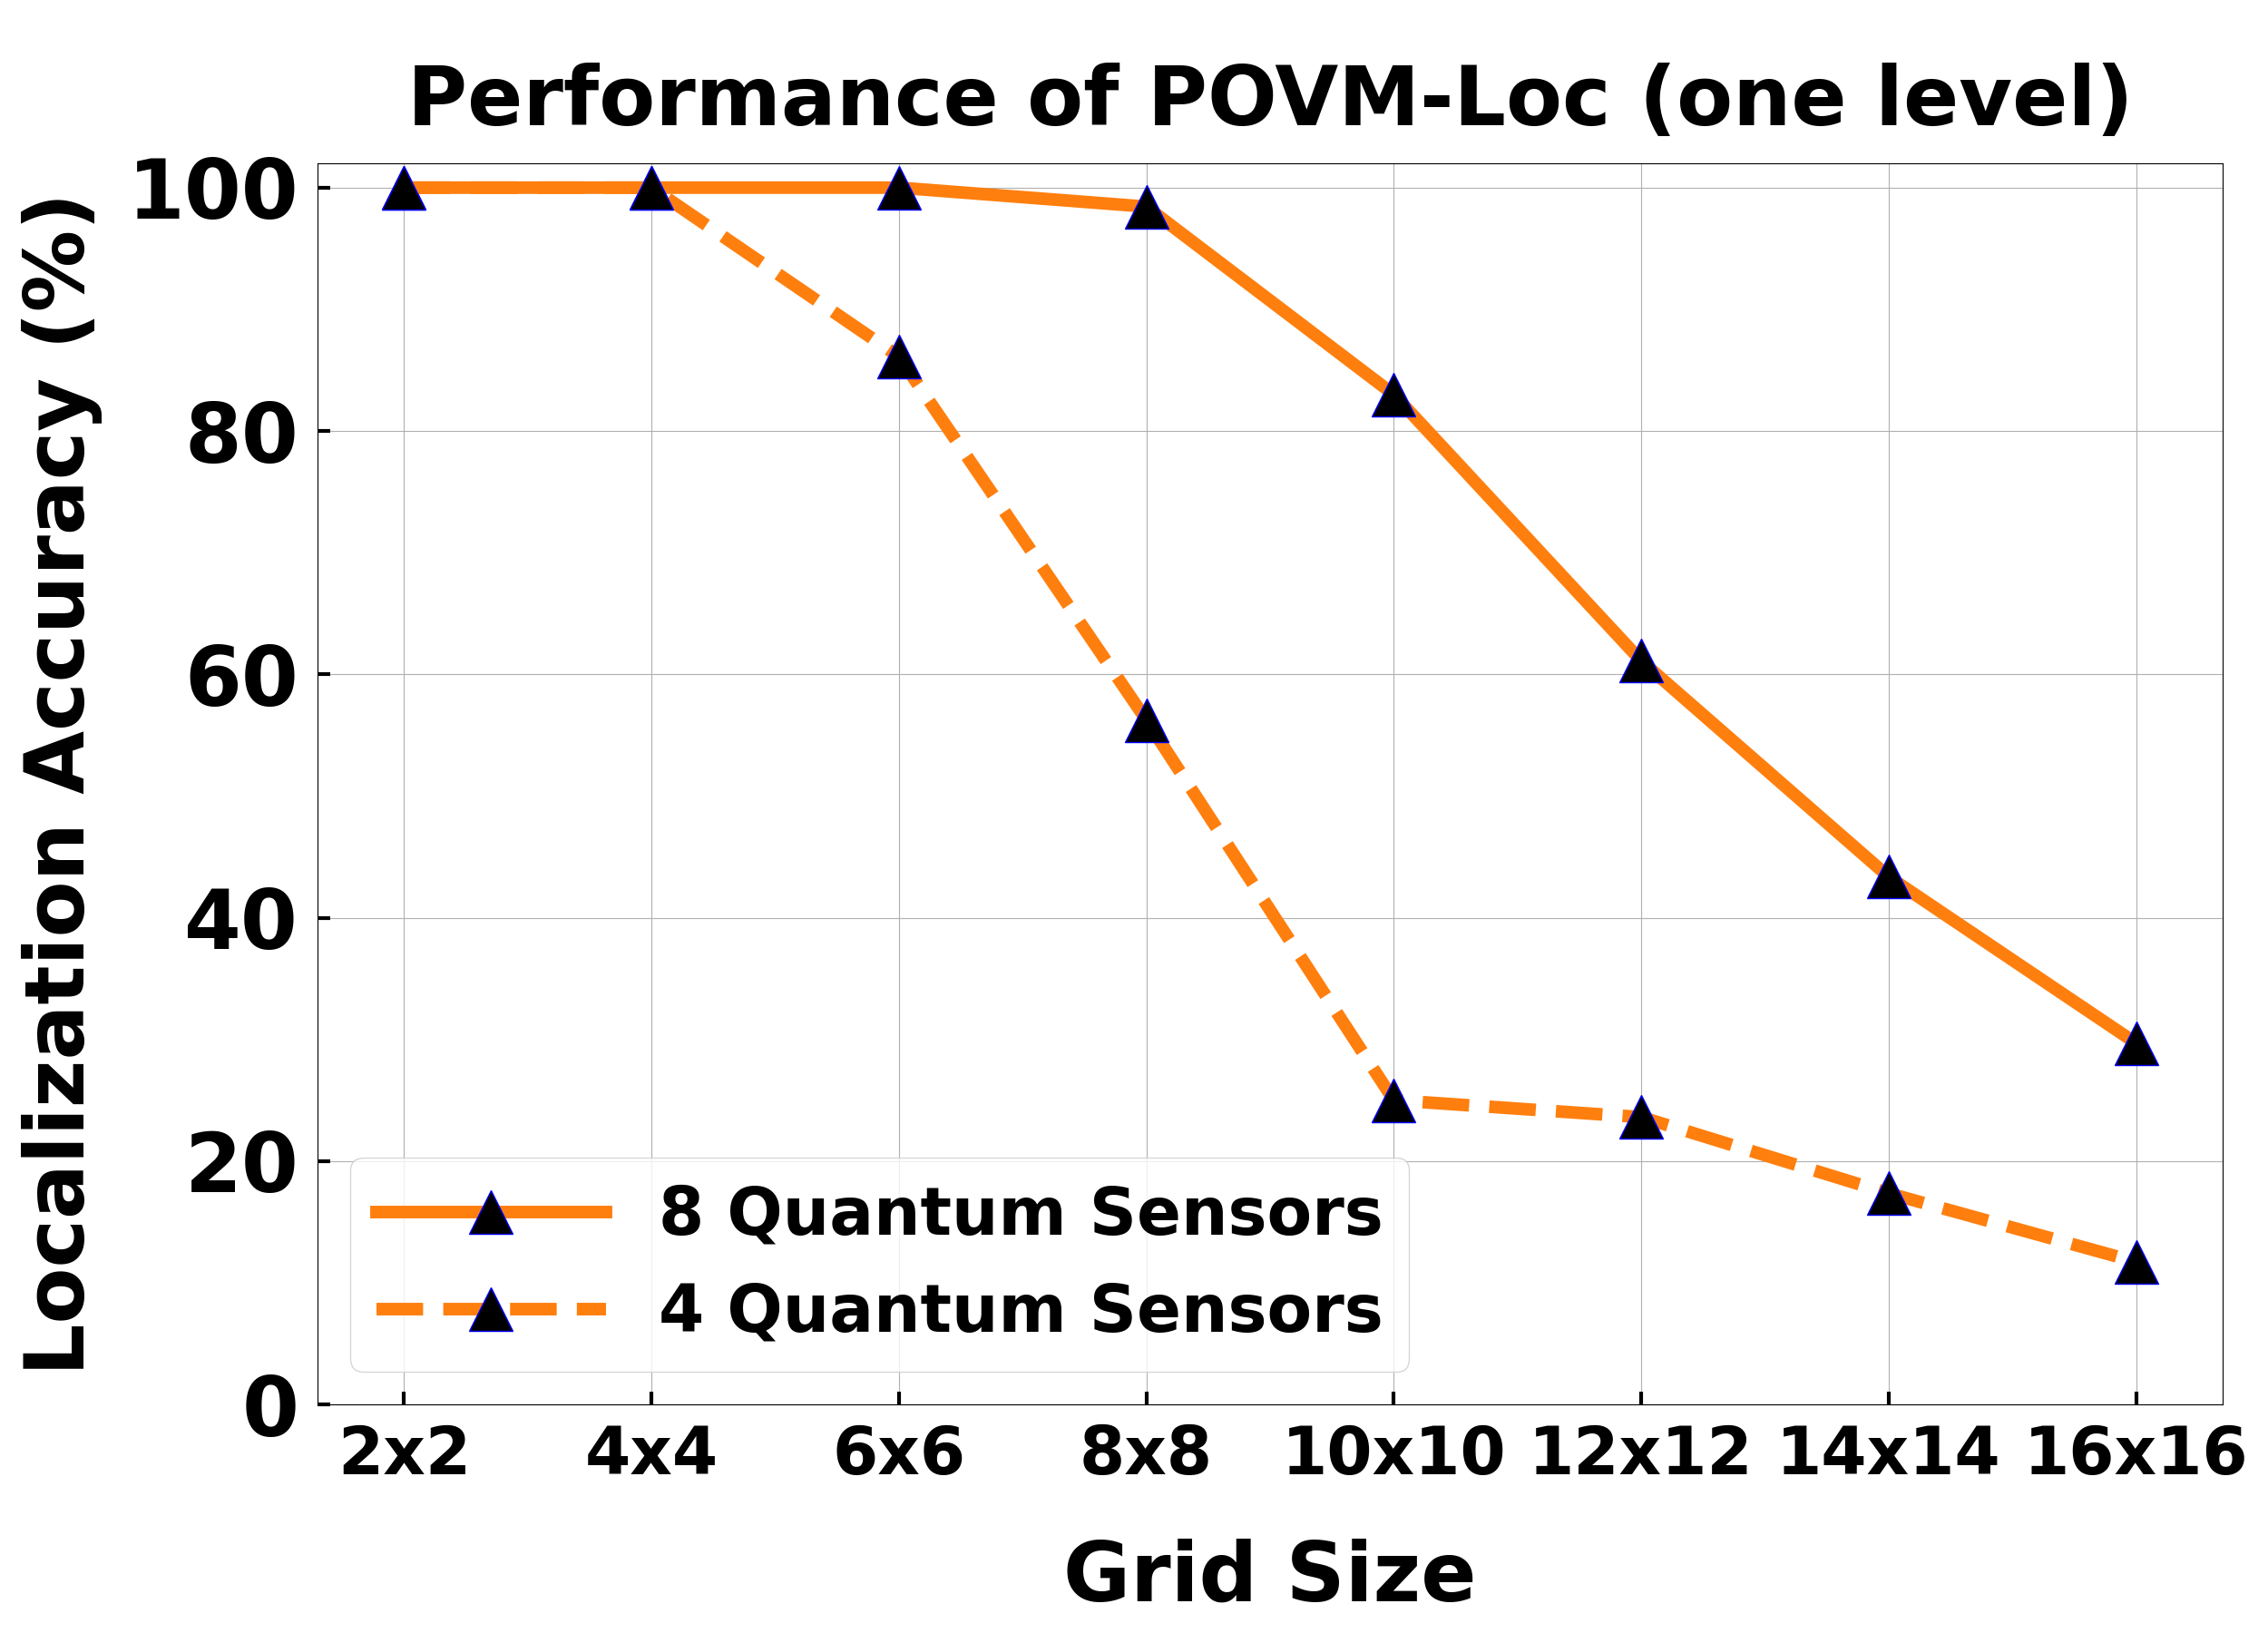 Performance of POVM-Loc (one level)
Localization Accuracy (%)
100
80
60
40
20
0
8 Quantum Sensors
4 Quantum Sensors
2x2 4x4 6x6 8x8 10x10 12x12 14x14 16x16
Grid Size